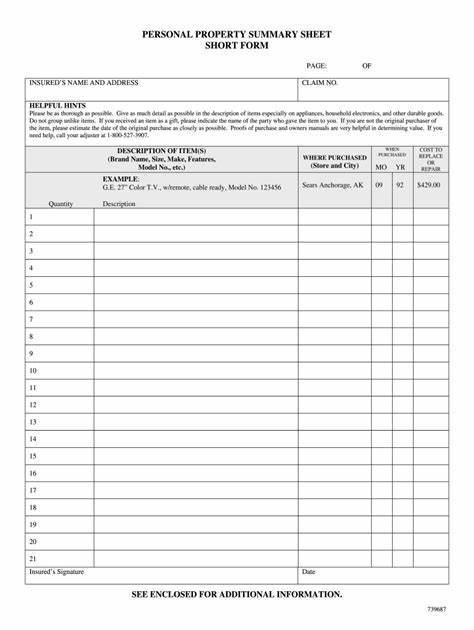 PERSONAL PROPERTY SUMMARY SHEET
SHORT FORM
PAGE: OF
INSURED'S NAME AND ADDRESS
CLAIM NO.
HELPFUL HINTS
Please be as thorough as possible. Give as much detail as possible in the description of items especially on appliances, household electronics, and other durable goods.
Do not group unlike items. If you received an item as a gift, please indicate the name of the party who gave the item to you. If you are not the original purchaser of
the item, please estimate the date of the original purchase as closely as possible. Proofs of purchase and owners manuals are very helpful in determining value. If you
need help, call your adjuster at 1-800-527-3907.
DESCRIPTION OF ITEM(S)
(Brand Name, Size, Make, Features,
Model No., etc.)
WHERE PURCHASED
(Store and City)
WHEN
PURCHASED
MO YR
COST TO
REPLACE
OR
REPAIR
EXAMPLE:
G.E. 27" Color T.V., w/remote, cable ready, Model No. 123456
Sears Anchorage, AK 09 92 $429.00
Quantity Description
1
2
3
4
5
6
7
8
9
10
11
12
13
14
15
16
17
18
19
20
21
Insured's Signature
Date
SEE ENCLOSED FOR ADDITIONAL INFORMATION.
739687